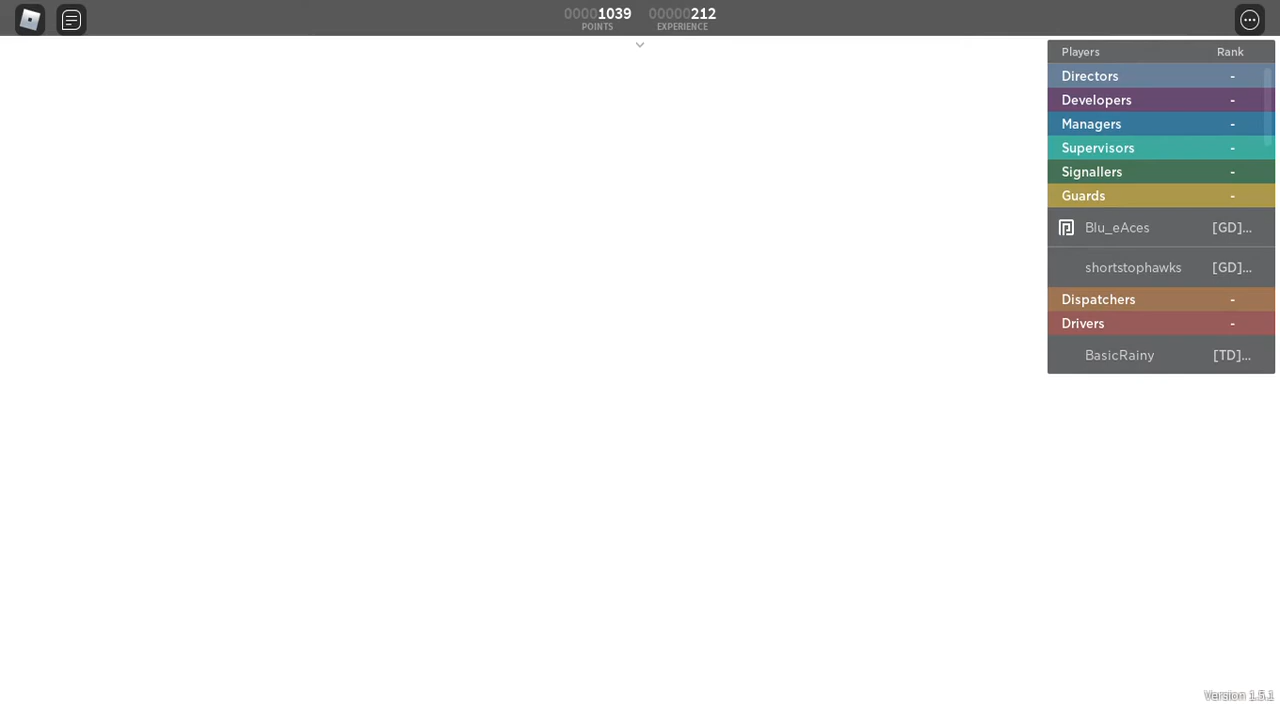 00001039 00000212
POINTS EXPERIENCE
Players Rank
Directors -
Developers -
Managers -
Supervisors -
Signallers -
Guards -
Blu_eAces [GD]...
shortstophawks [GD]...
Dispatchers -
Drivers -
BasicRainy [TD]...
Version 1.5.1